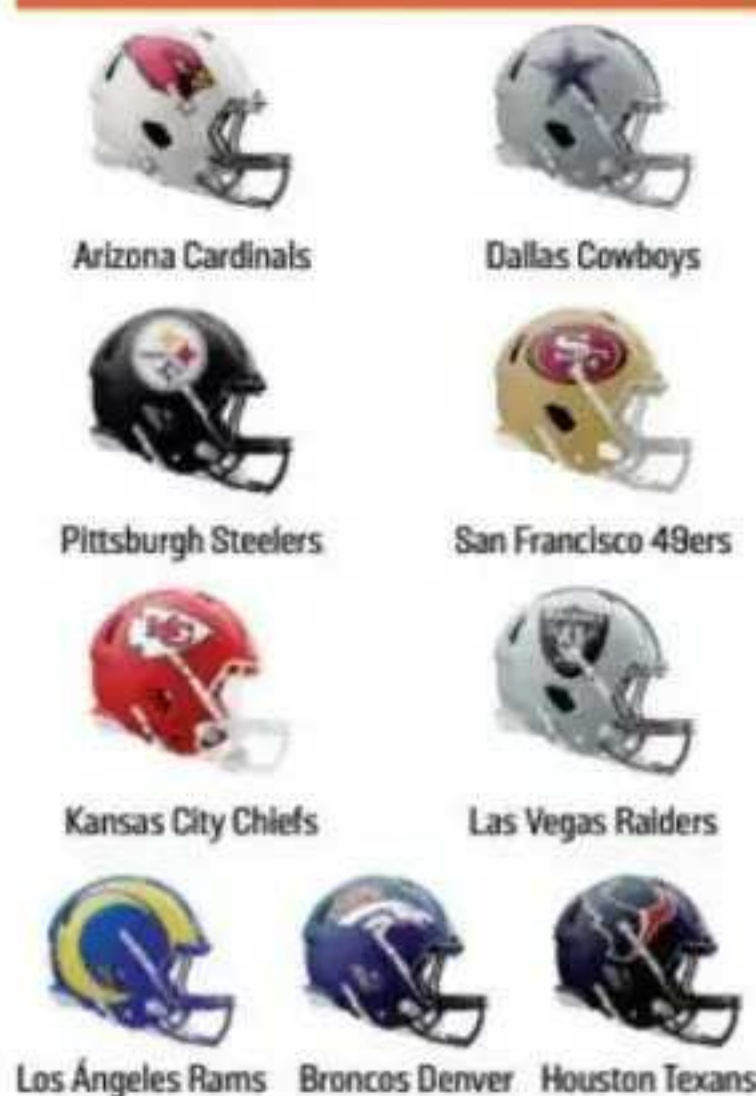 Arizona Cardinals
Dallas Cowboys
Pittsburgh Steelers
San Francisco 49ers
Kansas City Chiefs
Las Vegas Raiders
Los Ángeles Rams
Broncos Denver
Houston Texans